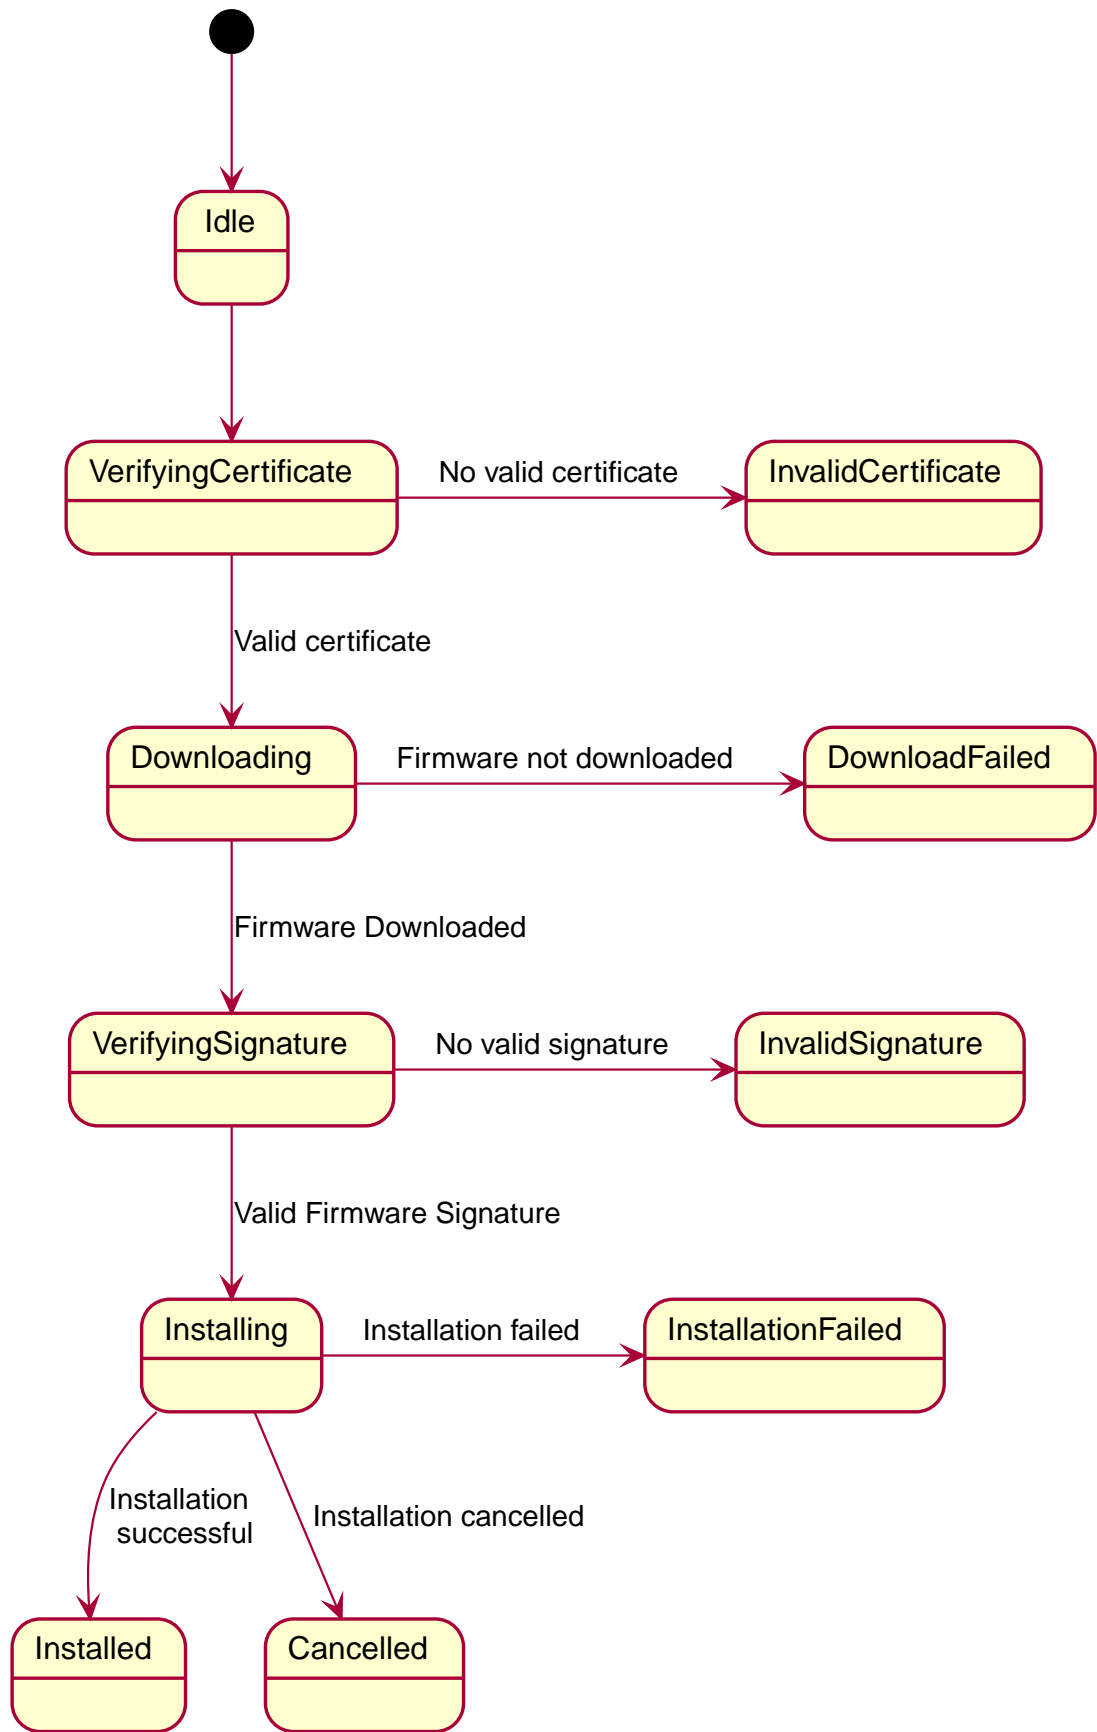 Idle
VerifyingCertificate
No valid certificate
InvalidCertificate
Valid certificate
Downloading
Firmware not downloaded
DownloadFailed
Firmware Downloaded
VerifyingSignature
No valid signature
InvalidSignature
Valid Firmware Signature
Installing
Installation failed
InstallationFailed
Installation
successful
Installation cancelled
Installed
Cancelled